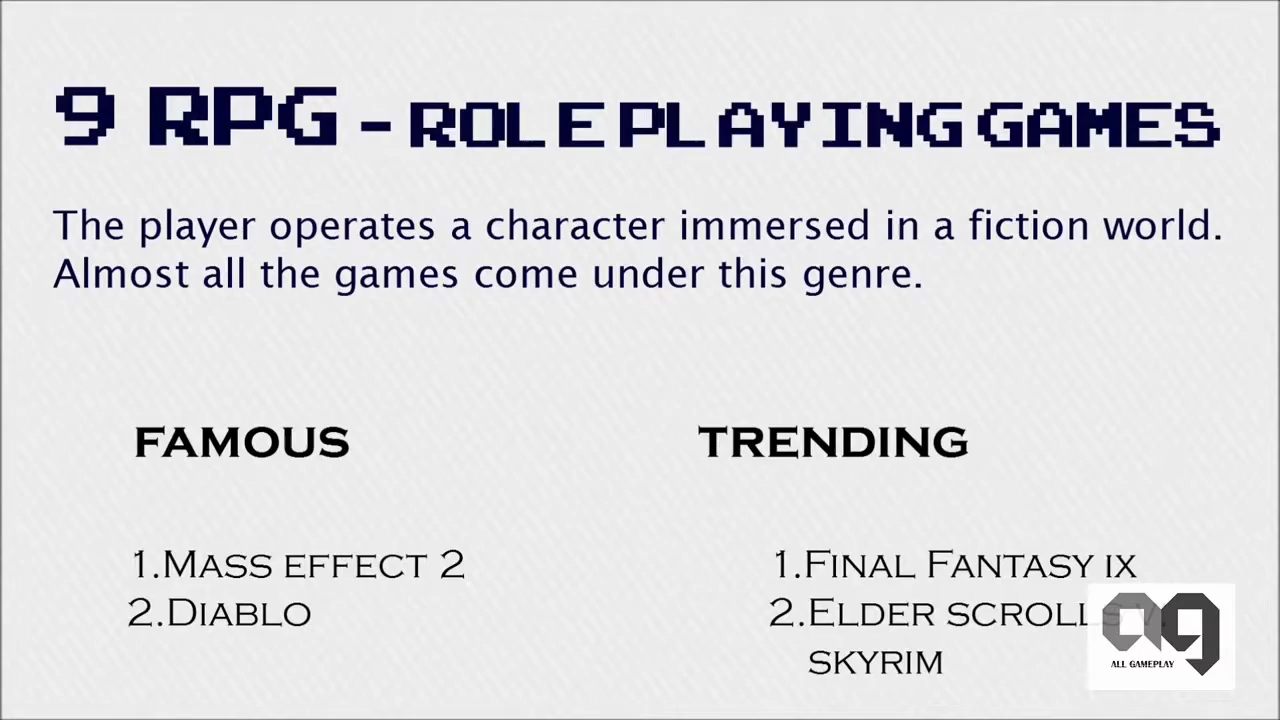 9 RPG - ROLE PLAYING GAMES
The player operates a character immersed in a fiction world.
Almost all the games come under this genre.
FAMOUS
TRENDING
1.MASS EFFECT 2
2.DIABLO
1.FINAL FANTASY IX
2.ELDER SCROLLS V.
SKYRIM
ag
ALL GAMEPLAY